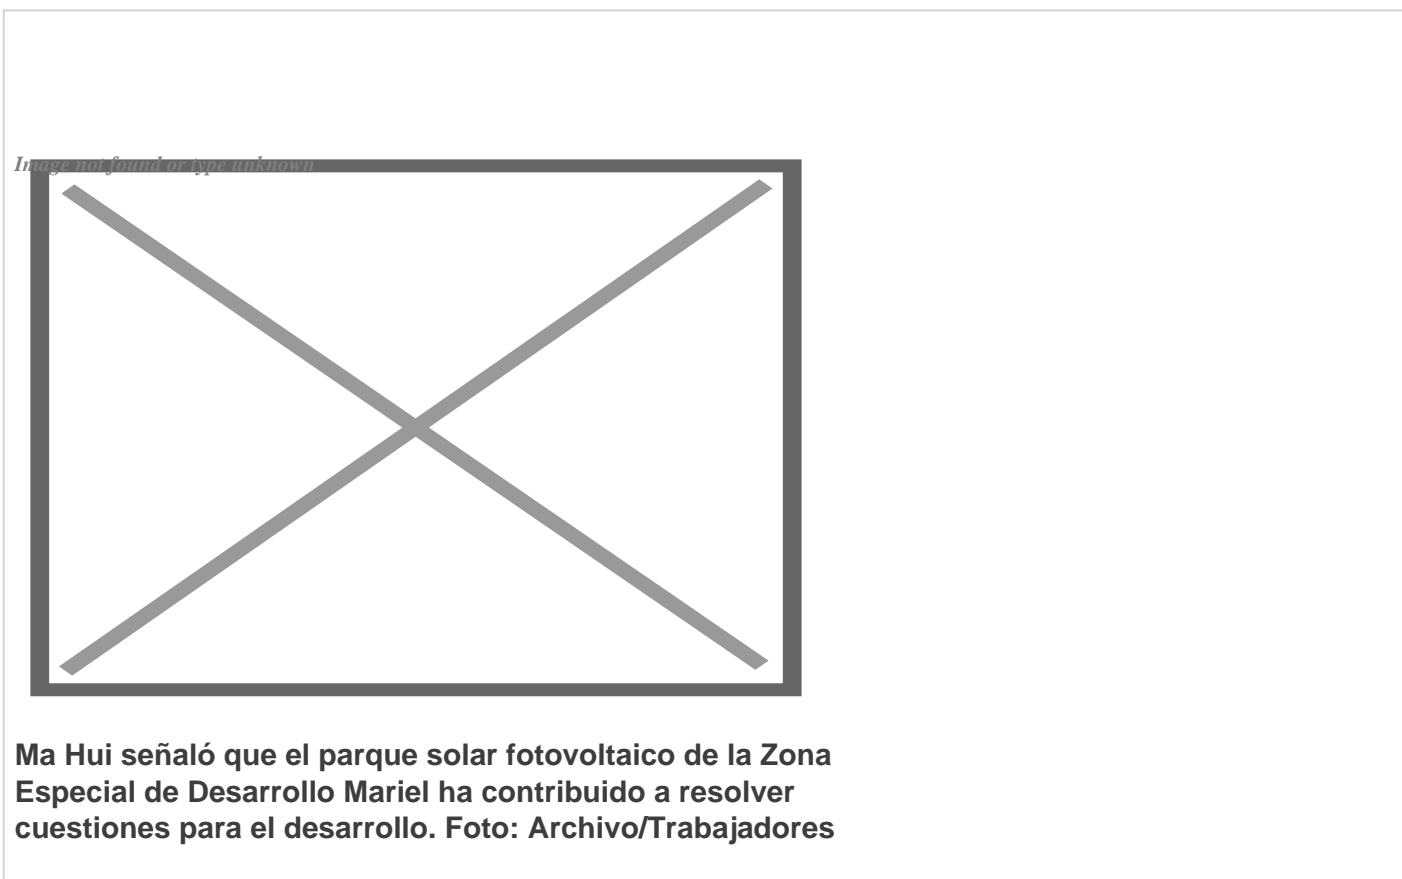 Image not found or type unknown
Ma Hui señaló que el parque solar fotovoltaico de la Zona
Especial de Desarrollo Mariel ha contribuido a resolver
cuestiones para el desarrollo. Foto: Archivo/Trabajadores